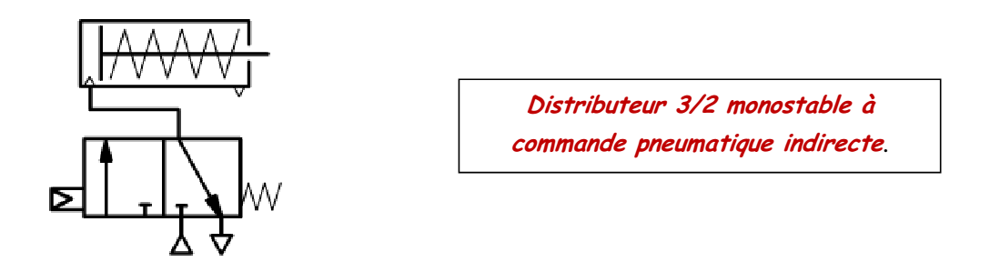 Distributeur 3/2 monostable à
commande pneumatique indirecte.